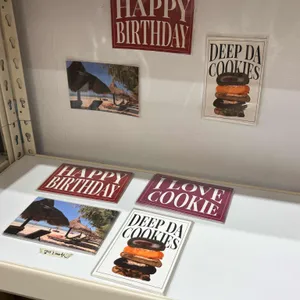 HAPPY
BIRTHDAY
DEEP DA
COOKIES
HAPPY
BIRTHDAY
I LOVE
COOKIE
DEEP DA
COOKIES